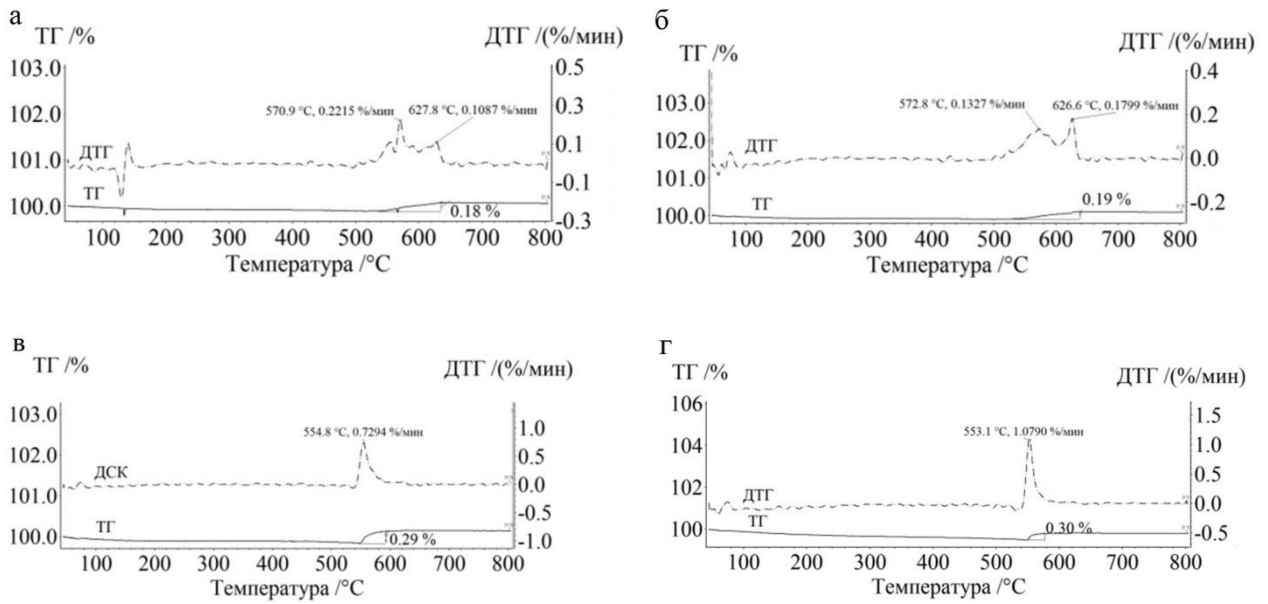 а
ТГ /%
ДТГ /(%/мин)
103.0
102.0
101.0
100.0
0.5
0.3
0.1
-0.1
-0.3
570.9 °C, 0.2215 %/мин
627.8 °C, 0.1087 %/мин
ДТГ
ТГ
0.18 %
100 200 300 400 500 600 700 800
Температура /°C
б
ТГ /%
ДТГ /(%/мин)
103.0
102.0
101.0
100.0
0.4
0.2
0.0
-0.2
572.8 °C, 0.1327 %/мин
626.6 °C, 0.1799 %/мин
ДТГ
ТГ
0.19 %
100 200 300 400 500 600 700 800
Температура /°C
в
ТГ /%
ДТГ /(%/мин)
103.0
102.0
101.0
100.0
1.0
0.5
0.0
-0.5
-1.0
554.8 °C, 0.7294 %/мин
ДСК
ТГ
0.29 %
100 200 300 400 500 600 700 800
Температура /°C
г
ТГ /%
ДТГ /(%/мин)
106
104
102
100
1.5
1.0
0.5
0.0
-0.5
553.1 °C, 1.0790 %/мин
ДТГ
ТГ
0.30 %
100 200 300 400 500 600 700 800
Температура /°C